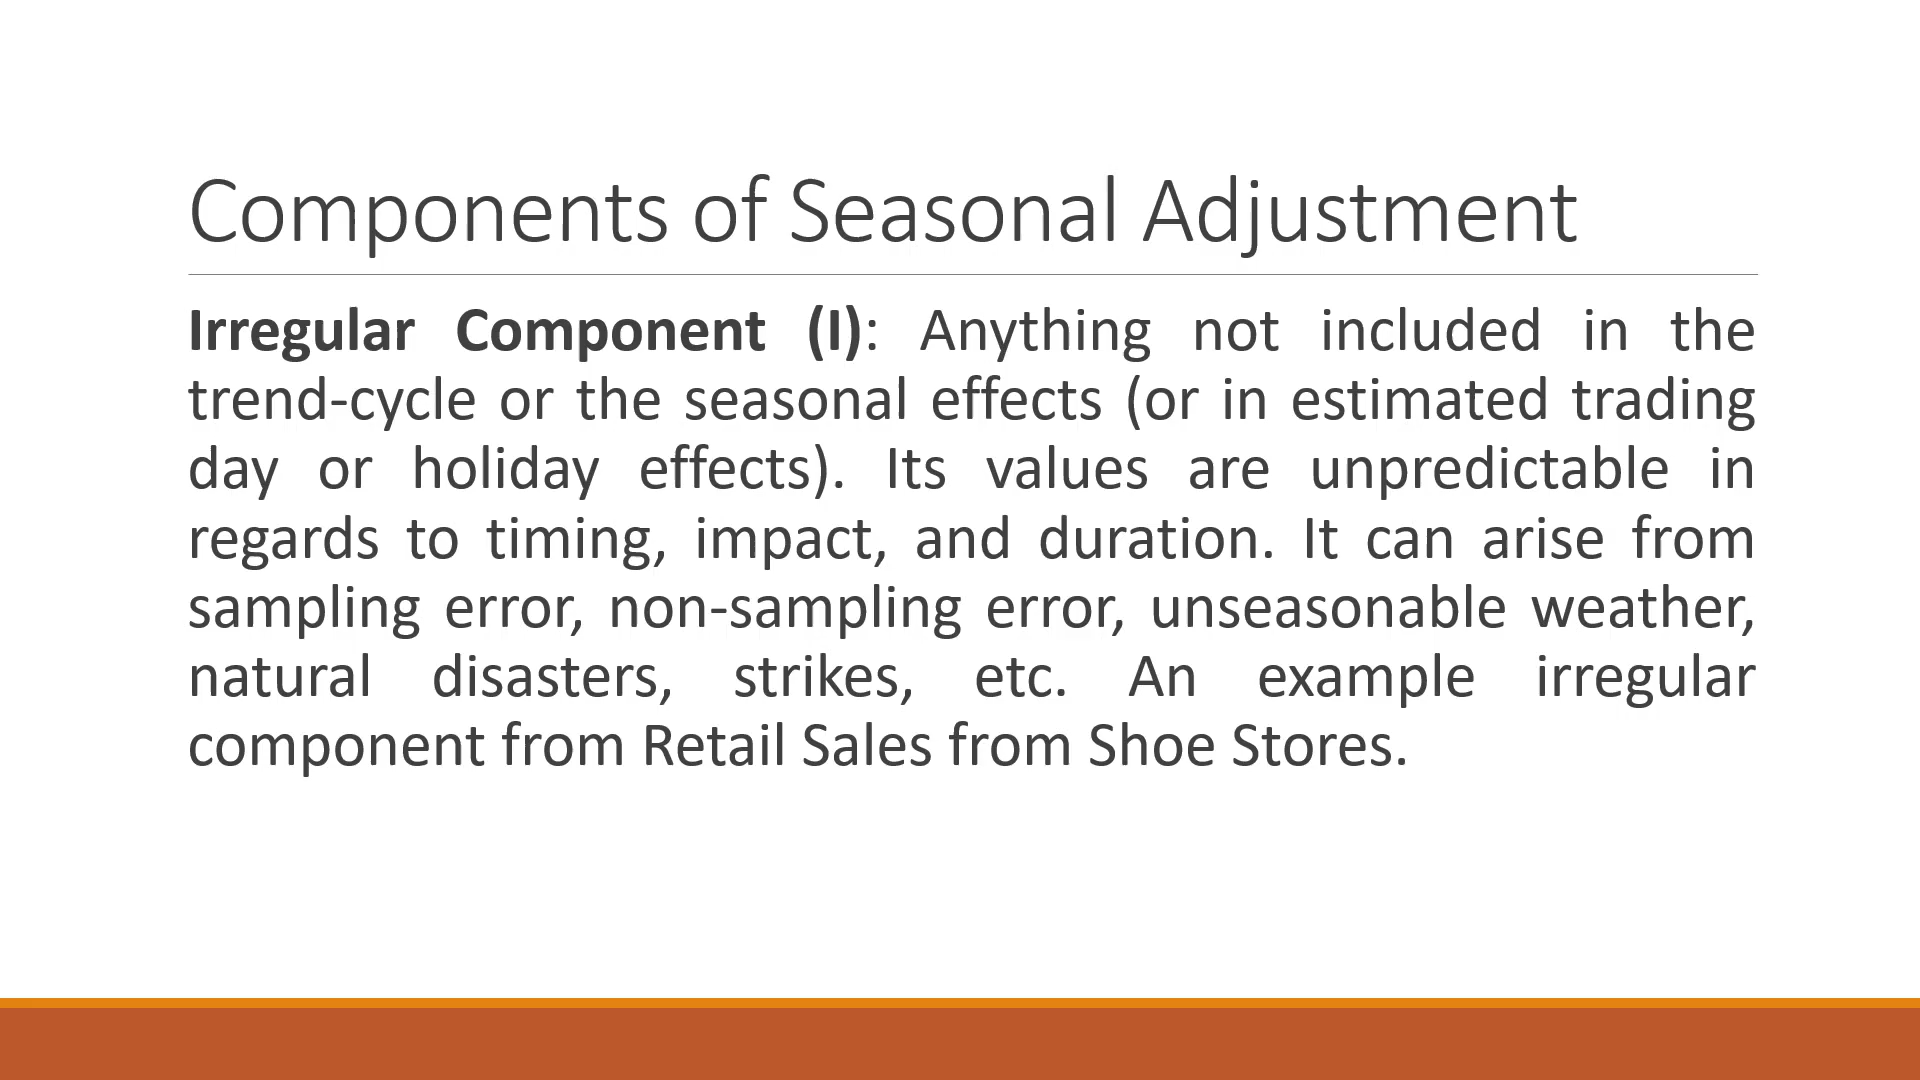 Components of Seasonal Adjustment
Irregular Component (I): Anything not included in the
trend-cycle or the seasonal effects (or in estimated trading
day or holiday effects). Its values are unpredictable in
regards to timing, impact, and duration. It can arise from
sampling error, non-sampling error, unseasonable weather,
natural disasters, strikes, etc. An example irregular
component from Retail Sales from Shoe Stores.